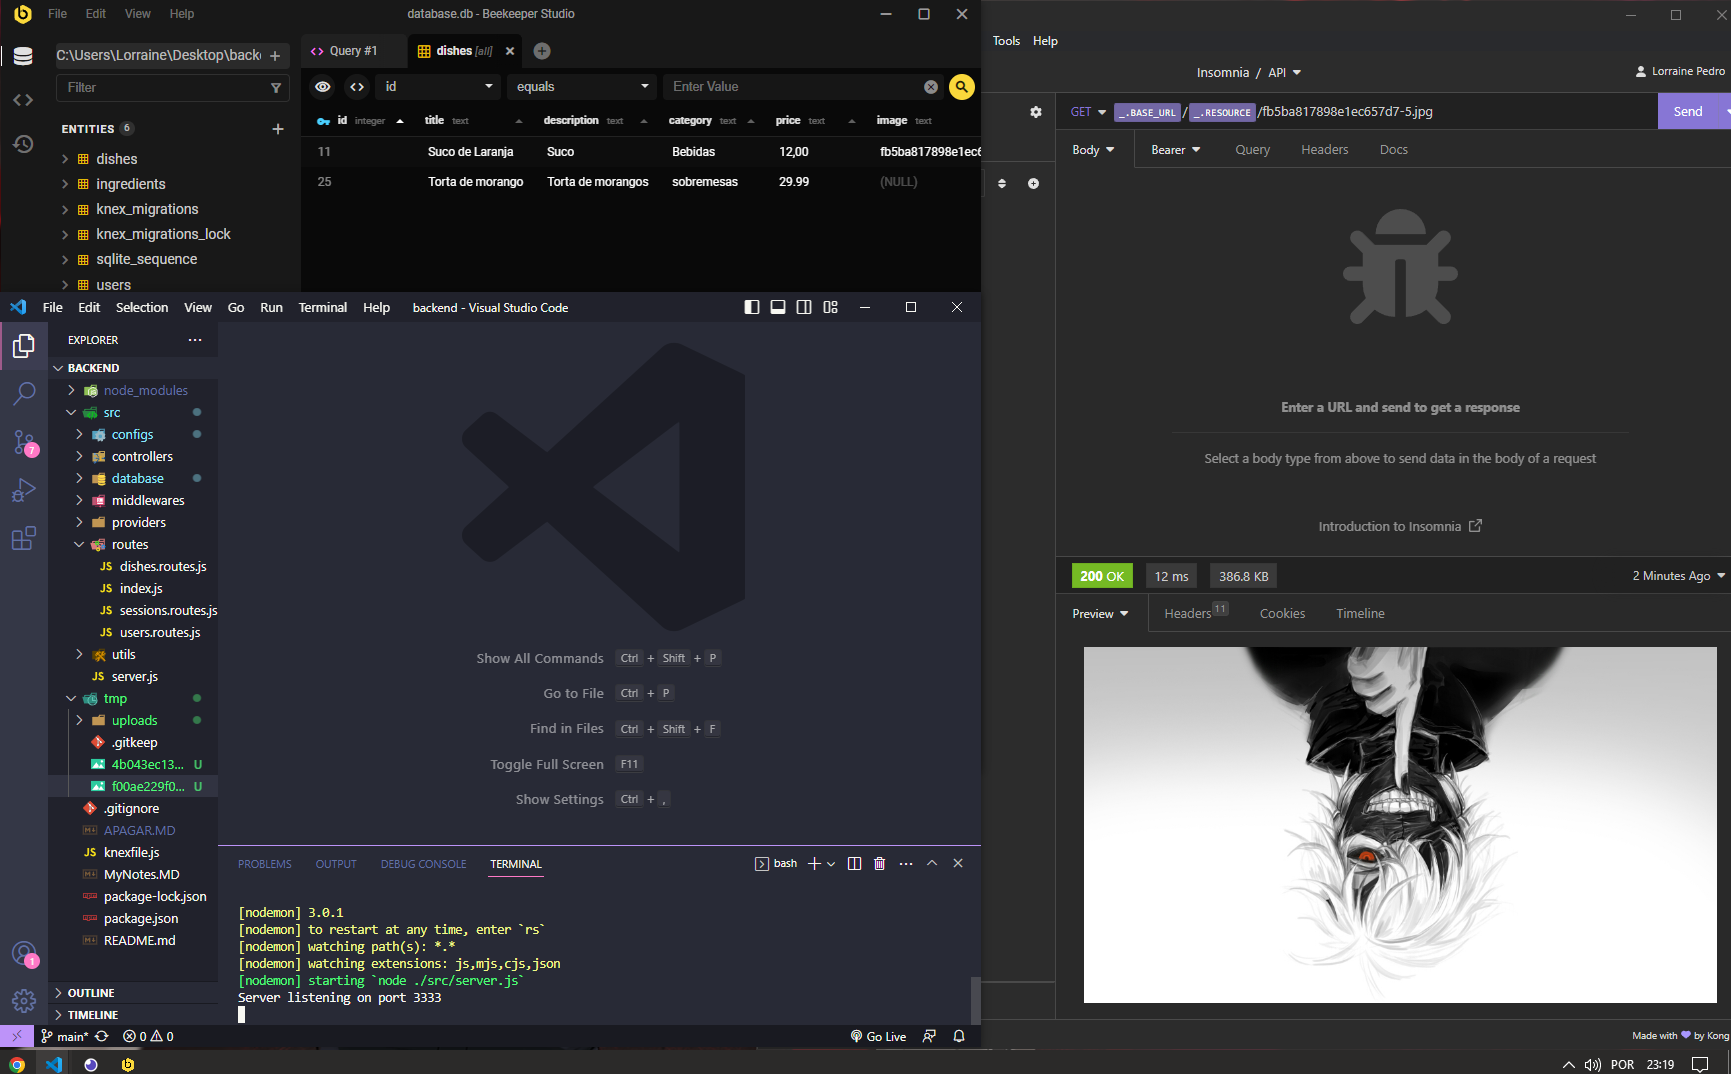 File Edit View Help
database.db - Beekeeper Studio
C:\Users\Lorraine\Desktop\back
Filter
ENTITIES 6
dishes
ingredients
knex_migrations
knex_migrations_lock
sqlite_sequence
users
Query #1
dishes [all]
id
equals
Enter Value
id integer title text description text category text price text image text
11 Suco de Laranja Suco Bebidas 12,00 fb5ba817898e1ec6
25 Torta de morango Torta de morangos sobremesas 29.99 (NULL)
File Edit Selection View Go Run Terminal Help
backend - Visual Studio Code
EXPLORER
BACKEND
node_modules
src
configs
controllers
database
middlewares
providers
routes
JS dishes.routes.js
JS index.js
JS sessions.routes.js
JS users.routes.js
utils
JS server.js
tmp
uploads
.gitkeep
4b043ec13... U
f00ae229f0... U
.gitignore
APAGAR.MD
JS knexfile.js
MyNotes.MD
package-lock.json
package.json
README.md
OUTLINE
TIMELINE
7
1
Show All Commands Ctrl + Shift + P
Go to File Ctrl + P
Find in Files Ctrl + Shift + F
Toggle Full Screen F11
Show Settings Ctrl + ,
PROBLEMS OUTPUT DEBUG CONSOLE TERMINAL
bash
[nodemon] 3.0.1
[nodemon] to restart at any time, enter `rs`
[nodemon] watching path(s): *.*
[nodemon] watching extensions: js,mjs,cjs,json
[nodemon] starting `node ./src/server.js`
Server listening on port 3333
main* 0 0
Go Live
Tools Help
Insomnia / API
Lorraine Pedro
GET _.BASE_URL / _.RESOURCE /fb5ba817898e1ec657d7-5.jpg
Send
Body Bearer Query Headers Docs
Enter a URL and send to get a response
Select a body type from above to send data in the body of a request
Introduction to Insomnia
200 OK 12 ms 386.8 KB
2 Minutes Ago
Preview Headers 11 Cookies Timeline
Made with by Kong
POR 23:19